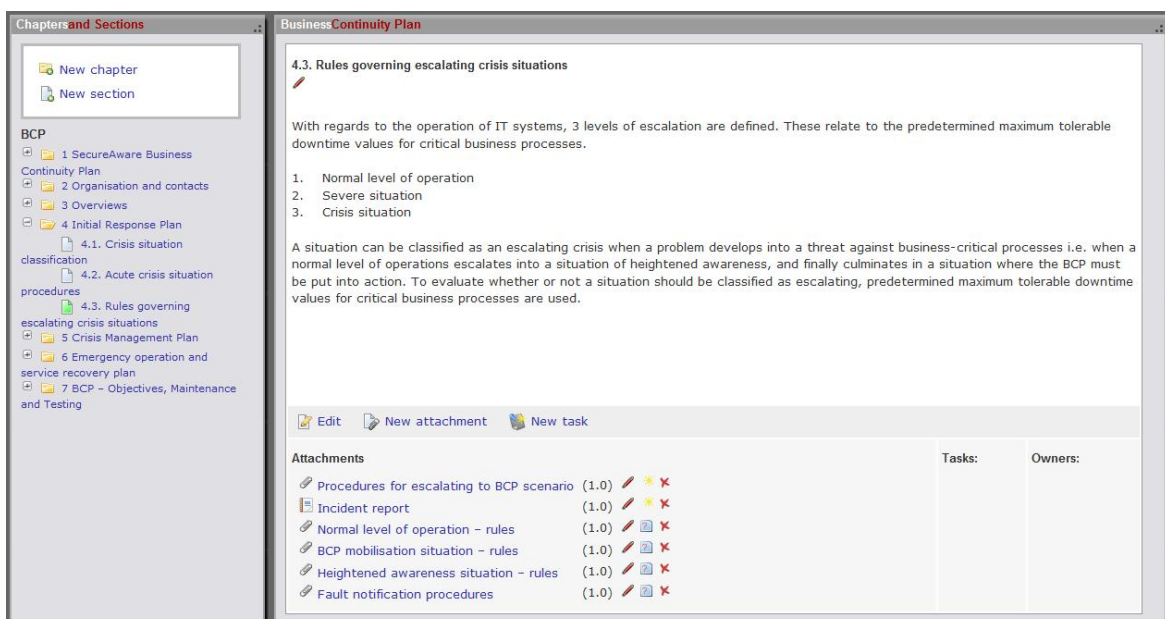 Chaptersand Sections
New chapter
New section
BCP
1 SecureAware Business
Continuity Plan
2 Organisation and contacts
3 Overviews
4 Initial Response Plan
4.1. Crisis situation
classification
4.2. Acute crisis situation
procedures
4.3. Rules governing
escalating crisis situations
5 Crisis Management Plan
6 Emergency operation and
service recovery plan
7 BCP – Objectives, Maintenance
and Testing
BusinessContinuity Plan
4.3. Rules governing escalating crisis situations
With regards to the operation of IT systems, 3 levels of escalation are defined. These relate to the predetermined maximum tolerable
downtime values for critical business processes.
1. Normal level of operation
2. Severe situation
3. Crisis situation
A situation can be classified as an escalating crisis when a problem develops into a threat against business-critical processes i.e. when a
normal level of operations escalates into a situation of heightened awareness, and finally culminates in a situation where the BCP must
be put into action. To evaluate whether or not a situation should be classified as escalating, predetermined maximum tolerable downtime
values for critical business processes are used.
Edit New attachment New task
Attachments Tasks: Owners:
Procedures for escalating to BCP scenario (1.0)
Incident report (1.0)
Normal level of operation – rules (1.0)
BCP mobilisation situation – rules (1.0)
Heightened awareness situation – rules (1.0)
Fault notification procedures (1.0)